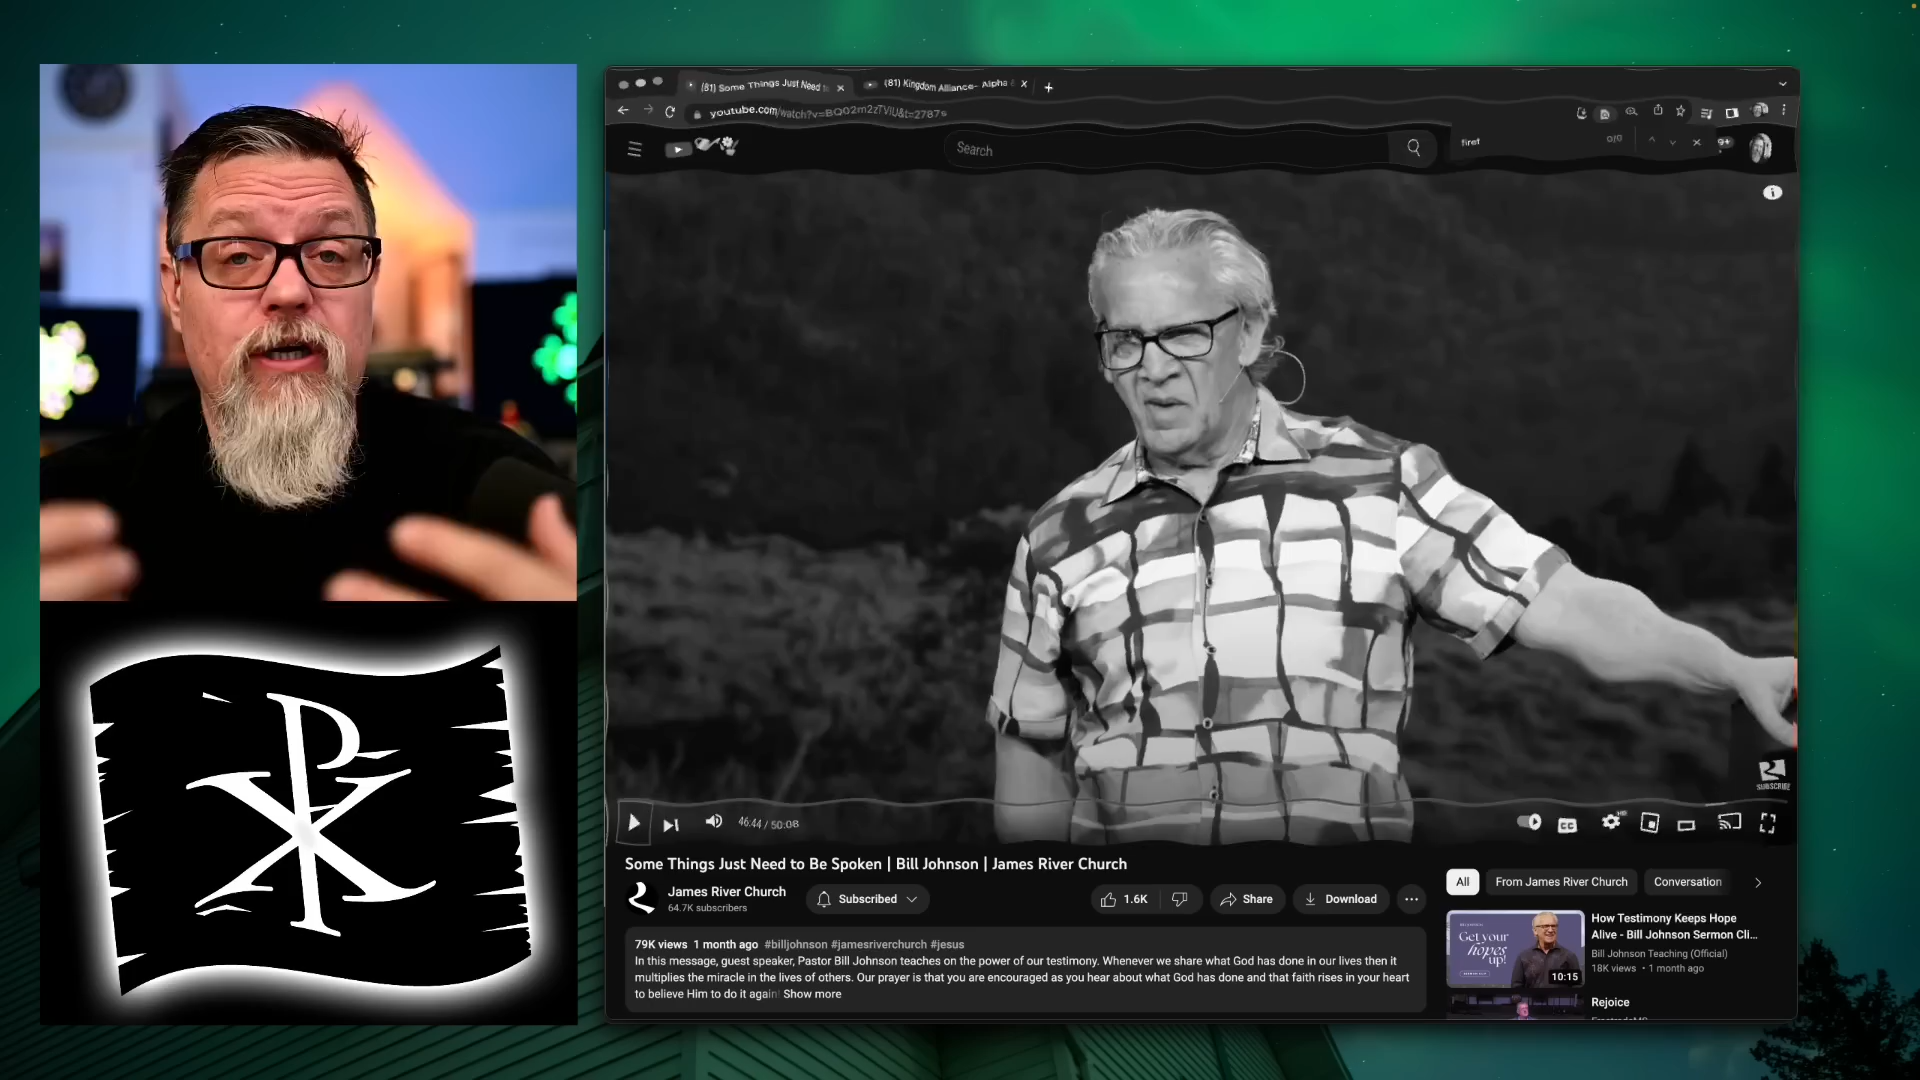 (81) Some Things Just Need
(81) Kingdom Alliance- Alpha
youtube.com/watch?v=BQ02m2zTViU&t=2787s
Search
first
0/0
9+
SUBSCRIBE
46:44 / 50:08
CC
HD
Some Things Just Need to Be Spoken | Bill Johnson | James River Church
James River Church
64.7K subscribers
Subscribed
1.6K
Share
Download
79K views 1 month ago #billjohnson #jamesriverchurch #jesus
In this message, guest speaker, Pastor Bill Johnson teaches on the power of our testimony. Whenever we share what God has done in our lives then it
multiplies the miracle in the lives of others. Our prayer is that you are encouraged as you hear about what God has done and that faith rises in your heart
to believe Him to do it again! Show more
All
From James River Church
Conversation
Get your
hopes
up!
10:15
How Testimony Keeps Hope
Alive - Bill Johnson Sermon Cli...
Bill Johnson Teaching (Official)
18K views • 1 month ago
Rejoice